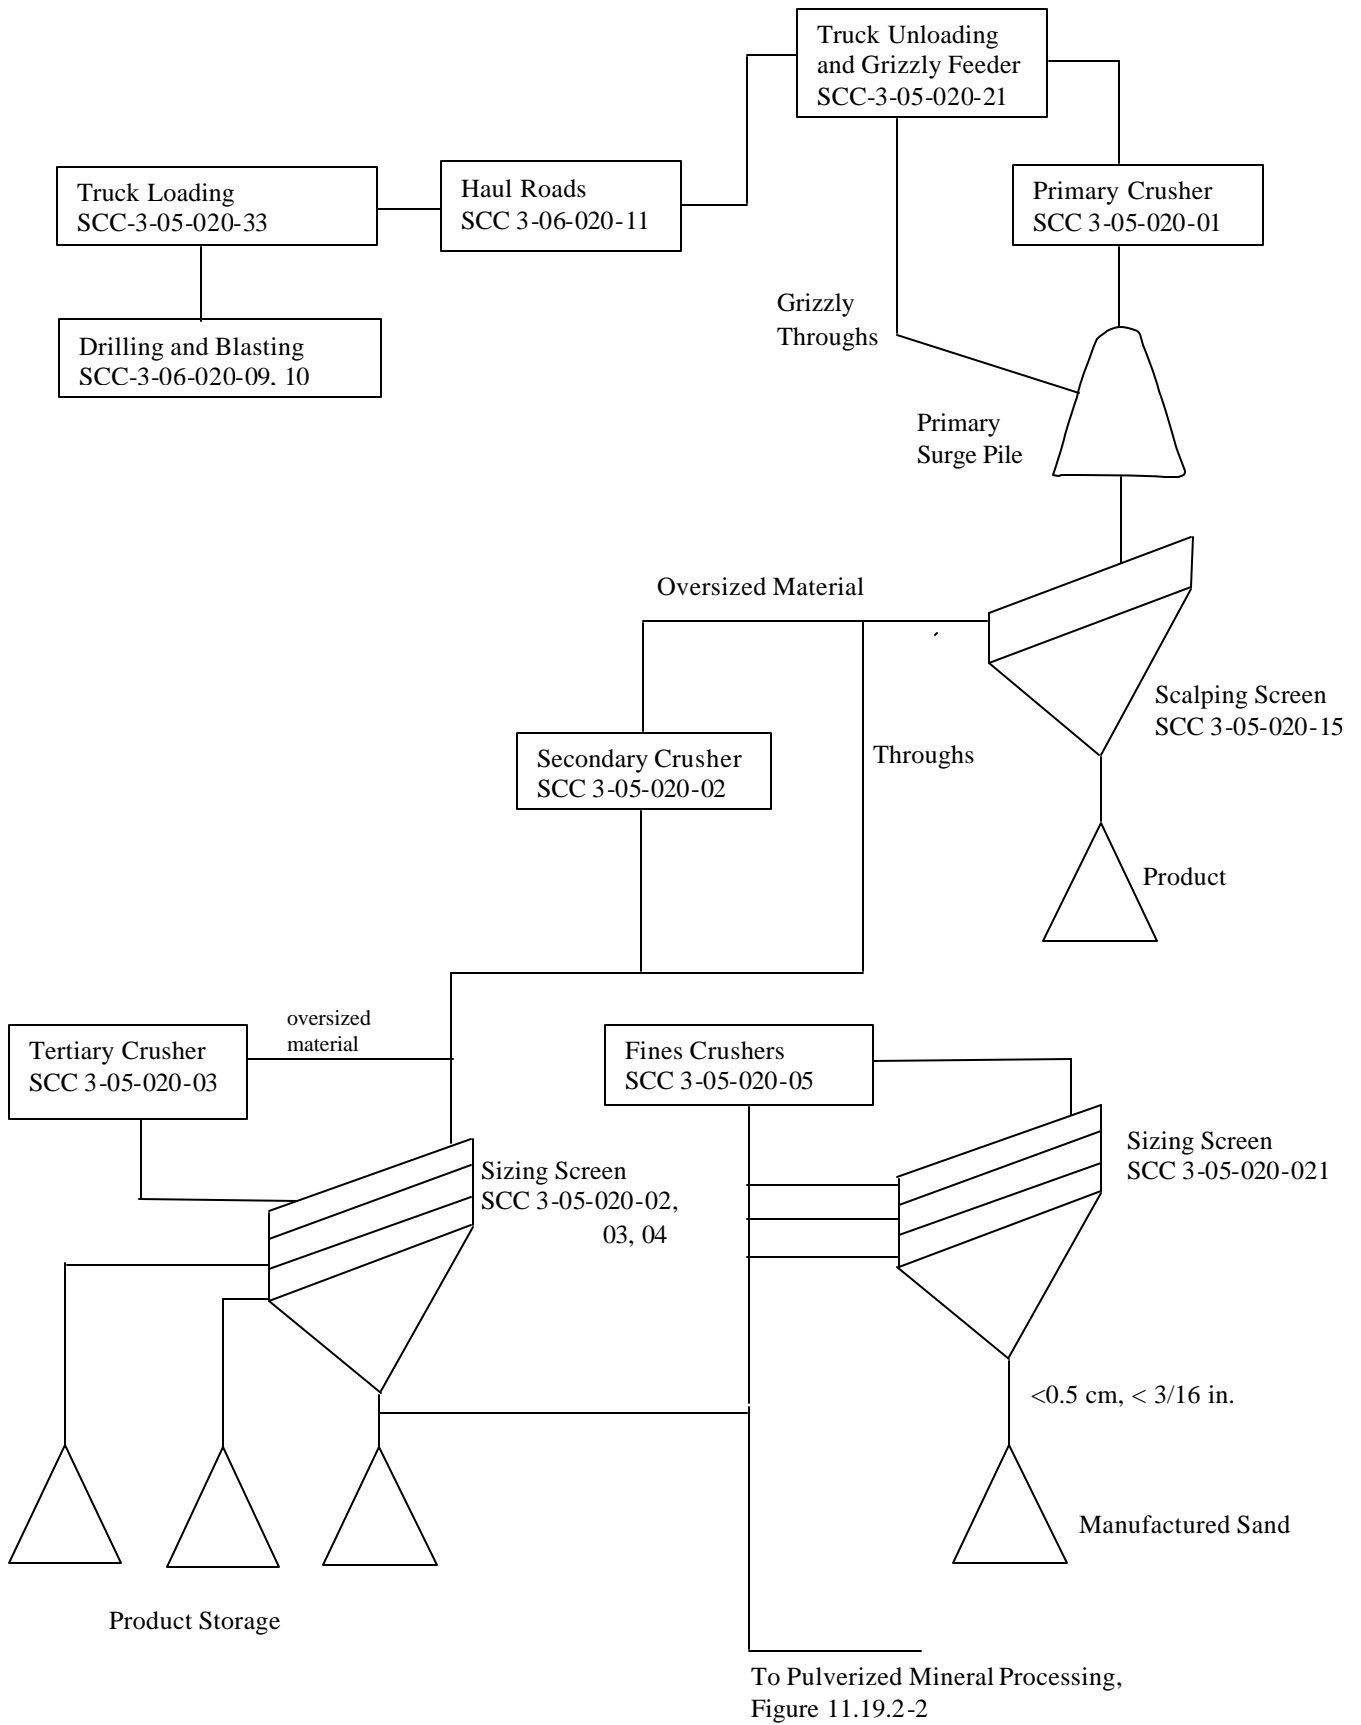 Truck Unloading
and Grizzly Feeder
SCC-3-05-020-21
Truck Loading
SCC-3-05-020-33
Haul Roads
SCC 3-06-020-11
Primary Crusher
SCC 3-05-020-01
Drilling and Blasting
SCC-3-06-020-09, 10
Grizzly
Throughs
Primary
Surge Pile
Oversized Material
Scalping Screen
SCC 3-05-020-15
Secondary Crusher
SCC 3-05-020-02
Throughs
Product
oversized
material
Tertiary Crusher
SCC 3-05-020-03
Fines Crushers
SCC 3-05-020-05
Sizing Screen
SCC 3-05-020-02,
03, 04
Sizing Screen
SCC 3-05-020-021
<0.5 cm, < 3/16 in.
Manufactured Sand
Product Storage
To Pulverized Mineral Processing,
Figure 11.19.2-2